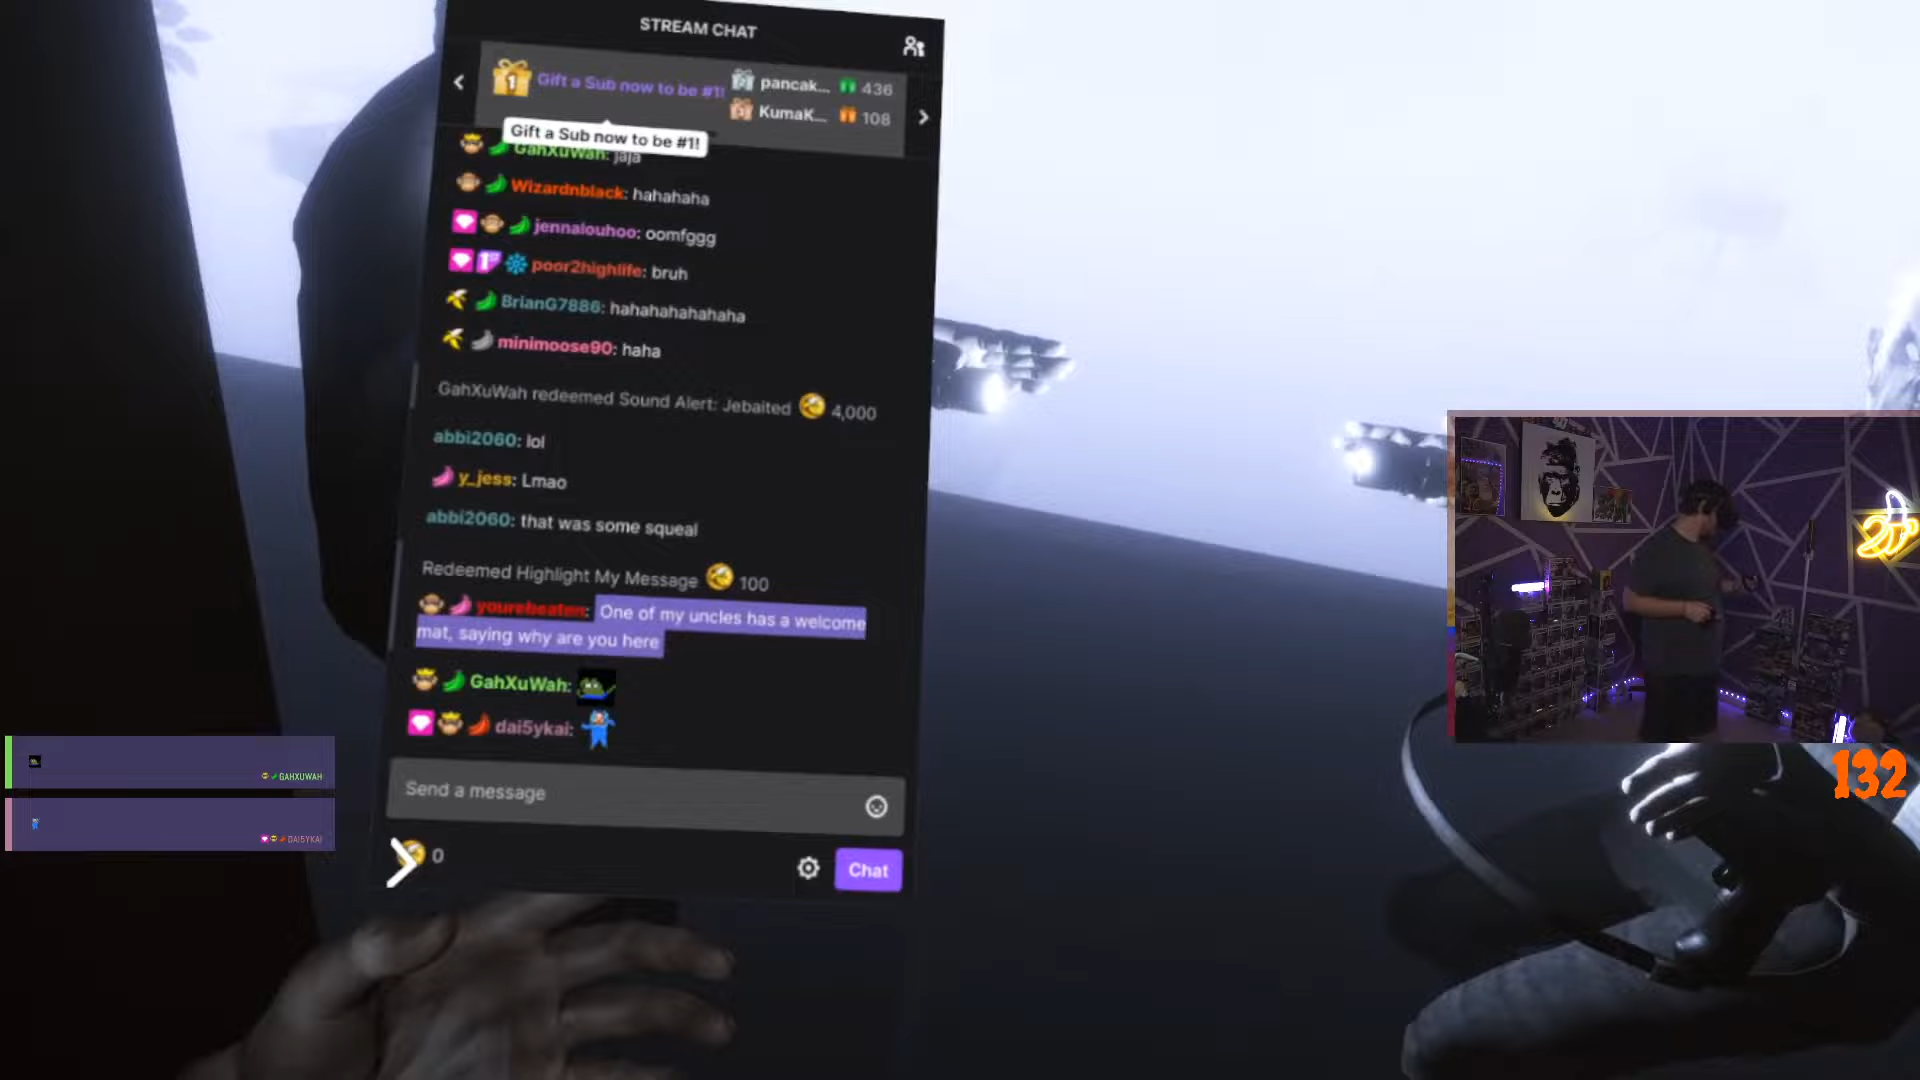 STREAM CHAT
Gift a Sub now to be #1!
pancak... 436
KumaK... 108
Gift a Sub now to be #1!
GahXuWah: jaja
Wizardnblack: hahahaha
jennalouhoo: oomfggg
poor2highlife: bruh
BrianG7886: hahahahahahaha
minimoose90: haha
GahXuWah redeemed Sound Alert: Jebaited 4,000
abbi2060: lol
y_jess: Lmao
abbi2060: that was some squeal
Redeemed Highlight My Message 100
yourebeaten: One of my uncles has a welcome
mat, saying why are you here
GahXuWah:
dai5ykai:
Send a message
0
Chat
GAHXUWAH
DAI5YKAI
132